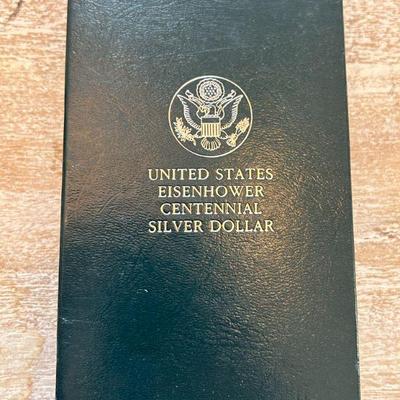 UNITED STATES
EISENHOWER
CENTENNIAL
SILVER DOLLAR